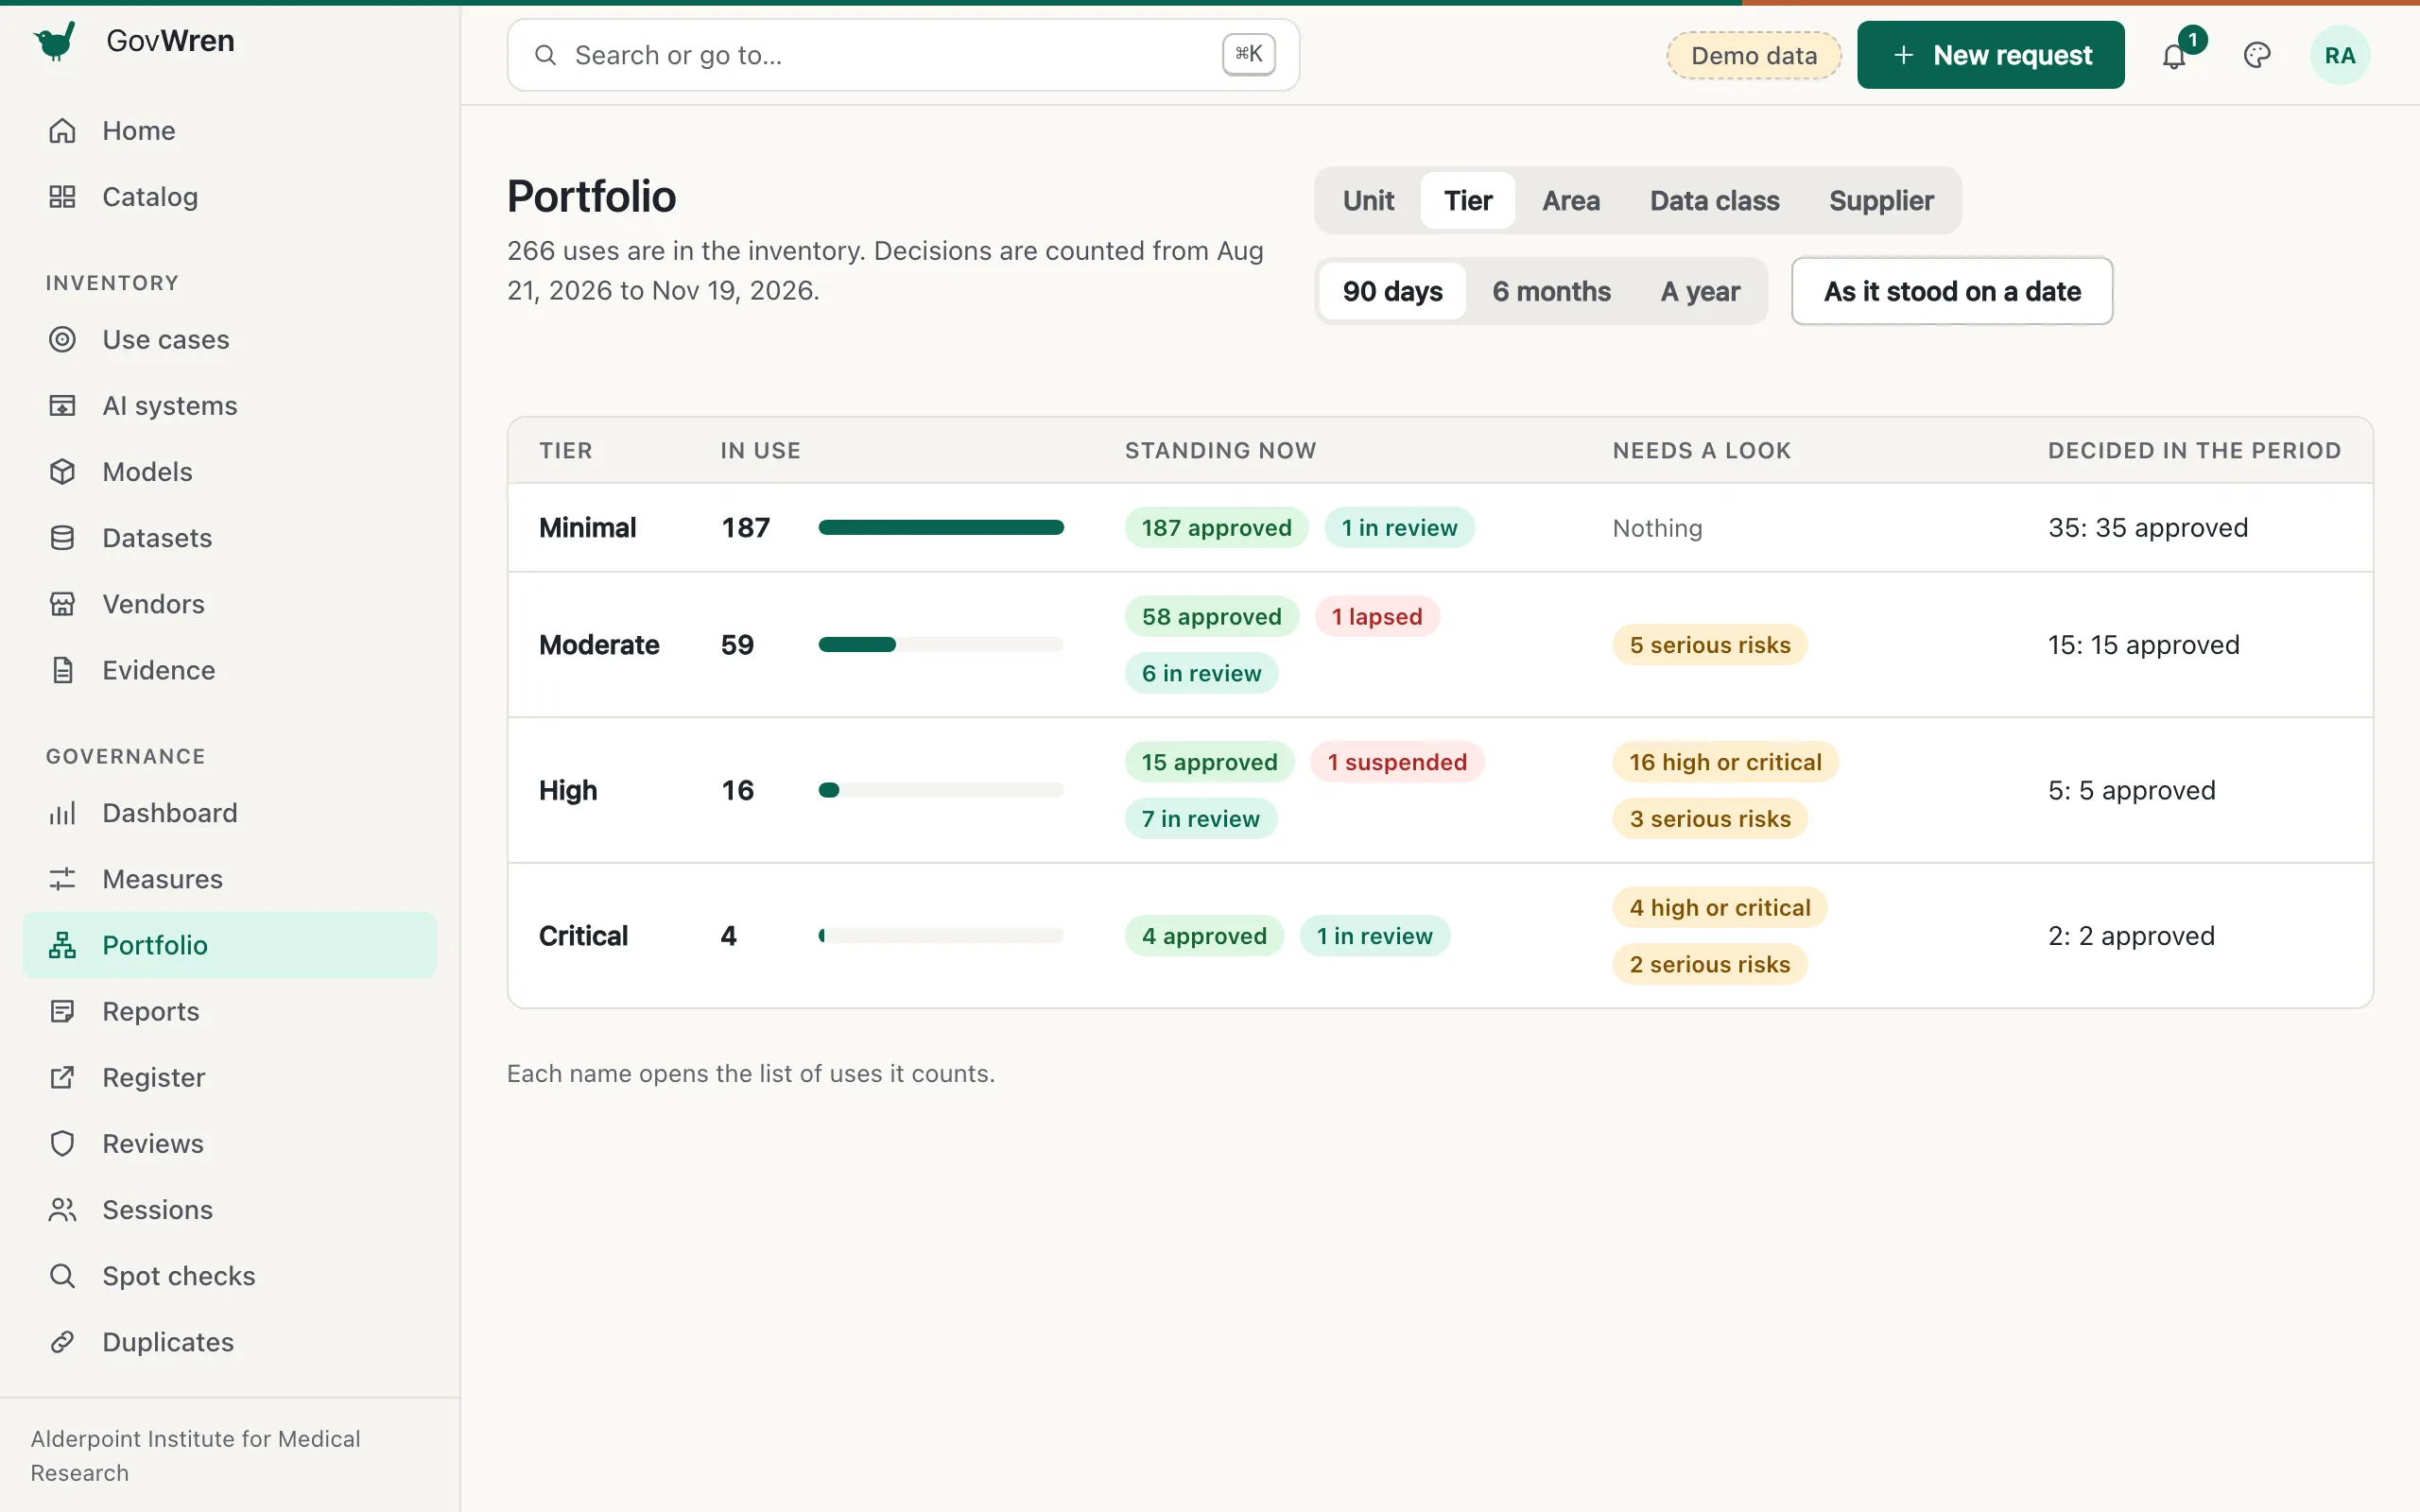 GovWren
Search or go to...
⌘K
Demo data
+ New request
1
RA
Home
Catalog
INVENTORY
Use cases
AI systems
Models
Datasets
Vendors
Evidence
GOVERNANCE
Dashboard
Measures
Portfolio
Reports
Register
Reviews
Sessions
Spot checks
Duplicates
Alderpoint Institute for Medical
Research
Portfolio
266 uses are in the inventory. Decisions are counted from Aug
21, 2026 to Nov 19, 2026.
Unit Tier Area Data class Supplier
90 days 6 months A year As it stood on a date
TIER IN USE STANDING NOW NEEDS A LOOK DECIDED IN THE PERIOD
Minimal 187 187 approved 1 in review Nothing 35: 35 approved
Moderate 59 58 approved 1 lapsed 6 in review 5 serious risks 15: 15 approved
High 16 15 approved 1 suspended 7 in review 16 high or critical 3 serious risks 5: 5 approved
Critical 4 4 approved 1 in review 4 high or critical 2 serious risks 2: 2 approved
Each name opens the list of uses it counts.